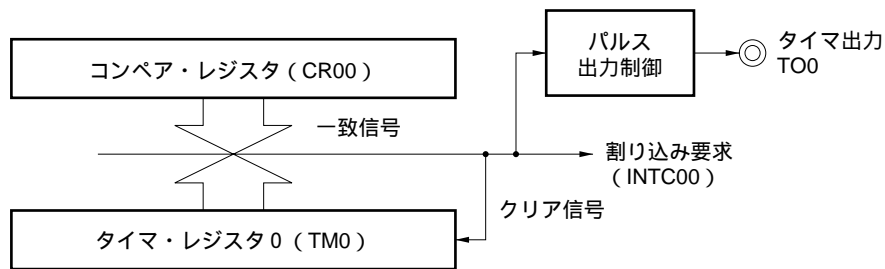 コンペア・レジスタ（CR00）
パルス
出力制御
タイマ出力
TO0
一致信号
割り込み要求
（INTC00）
クリア信号
タイマ・レジスタ0（TM0）